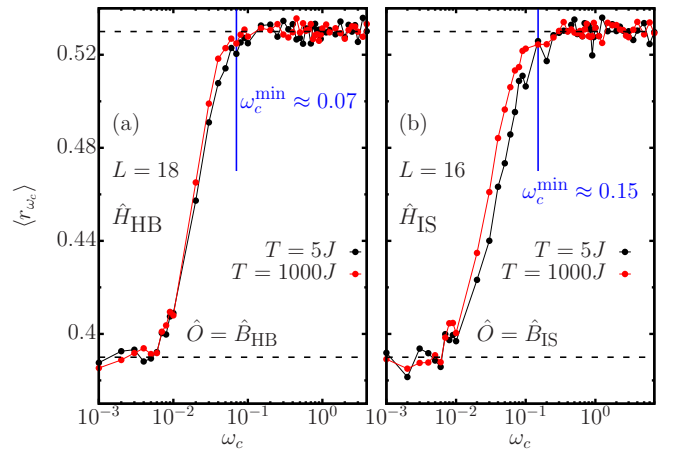 0.52
0.48
0.44
0.4
⟨r_{ω_c}⟩
(a)
ω_c^{min} ≈ 0.07
L = 18
Ĥ_{HB}
T = 5J
T = 1000J
Ô = B̂_{HB}
10^{−3} 10^{−2} 10^{−1} 10^{0}
ω_c
(b)
L = 16
ω_c^{min} ≈ 0.15
Ĥ_{IS}
T = 5J
T = 1000J
Ô = B̂_{IS}
10^{−3} 10^{−2} 10^{−1} 10^{0}
ω_c